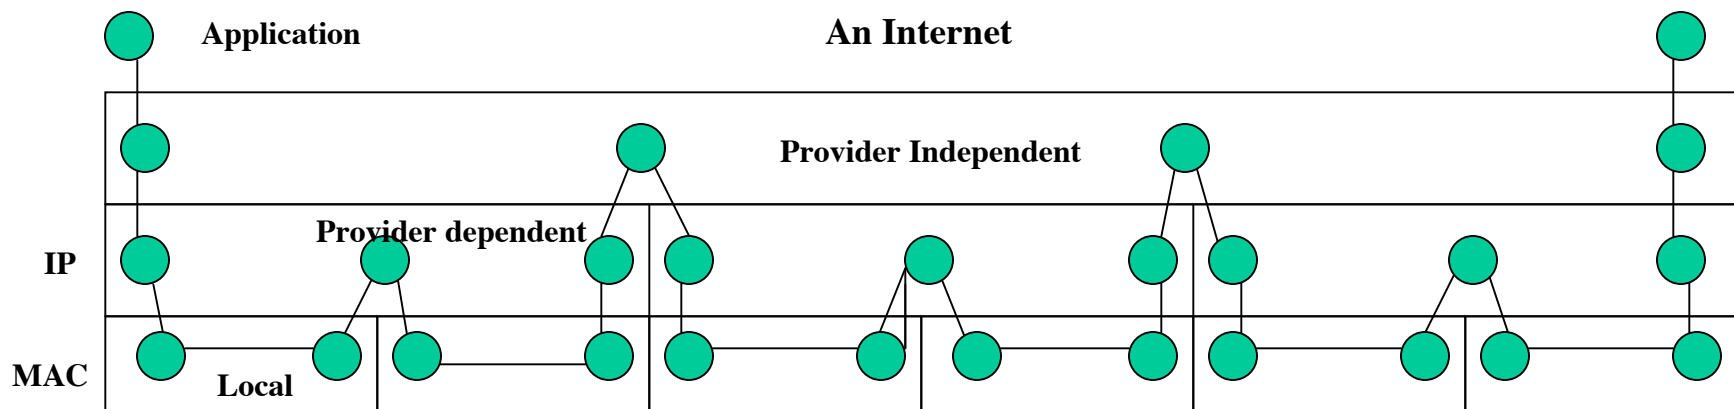 Application
An Internet
Provider Independent
Provider dependent
IP
MAC
Local